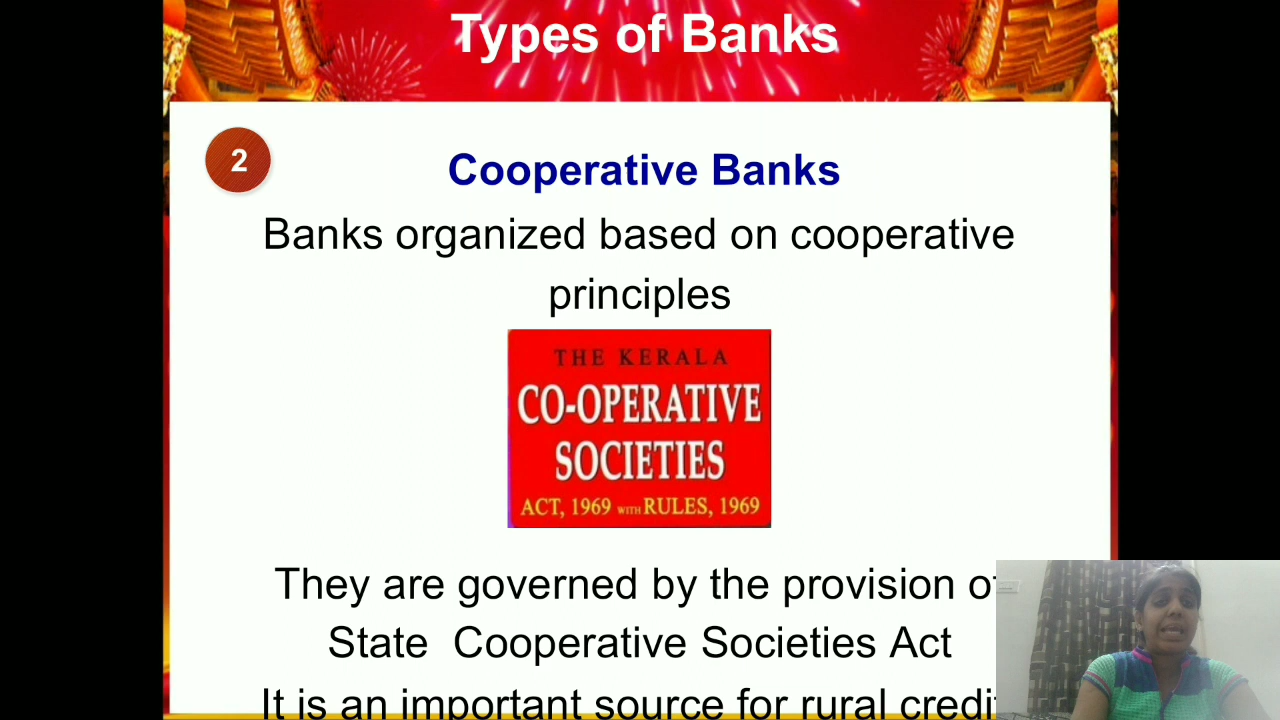 Types of Banks
2
Cooperative Banks
Banks organized based on cooperative
principles
THE KERALA
CO-OPERATIVE
SOCIETIES
ACT, 1969 WITH RULES, 1969
They are governed by the provision of
State Cooperative Societies Act
It is an important source for rural credit